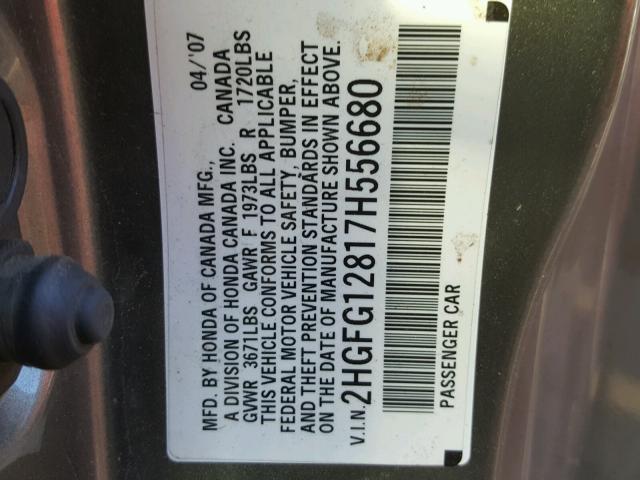 MFD. BY HONDA OF CANADA MFG., 04/'07
A DIVISION OF HONDA CANADA INC. CANADA
GVWR 3671LBS GAWR F 1973LBS R 1720LBS
THIS VEHICLE CONFORMS TO ALL APPLICABLE
FEDERAL MOTOR VEHICLE SAFETY, BUMPER,
AND THEFT PREVENTION STANDARDS IN EFFECT
ON THE DATE OF MANUFACTURE SHOWN ABOVE.
V.I.N. 2HGFG12817H556680
PASSENGER CAR